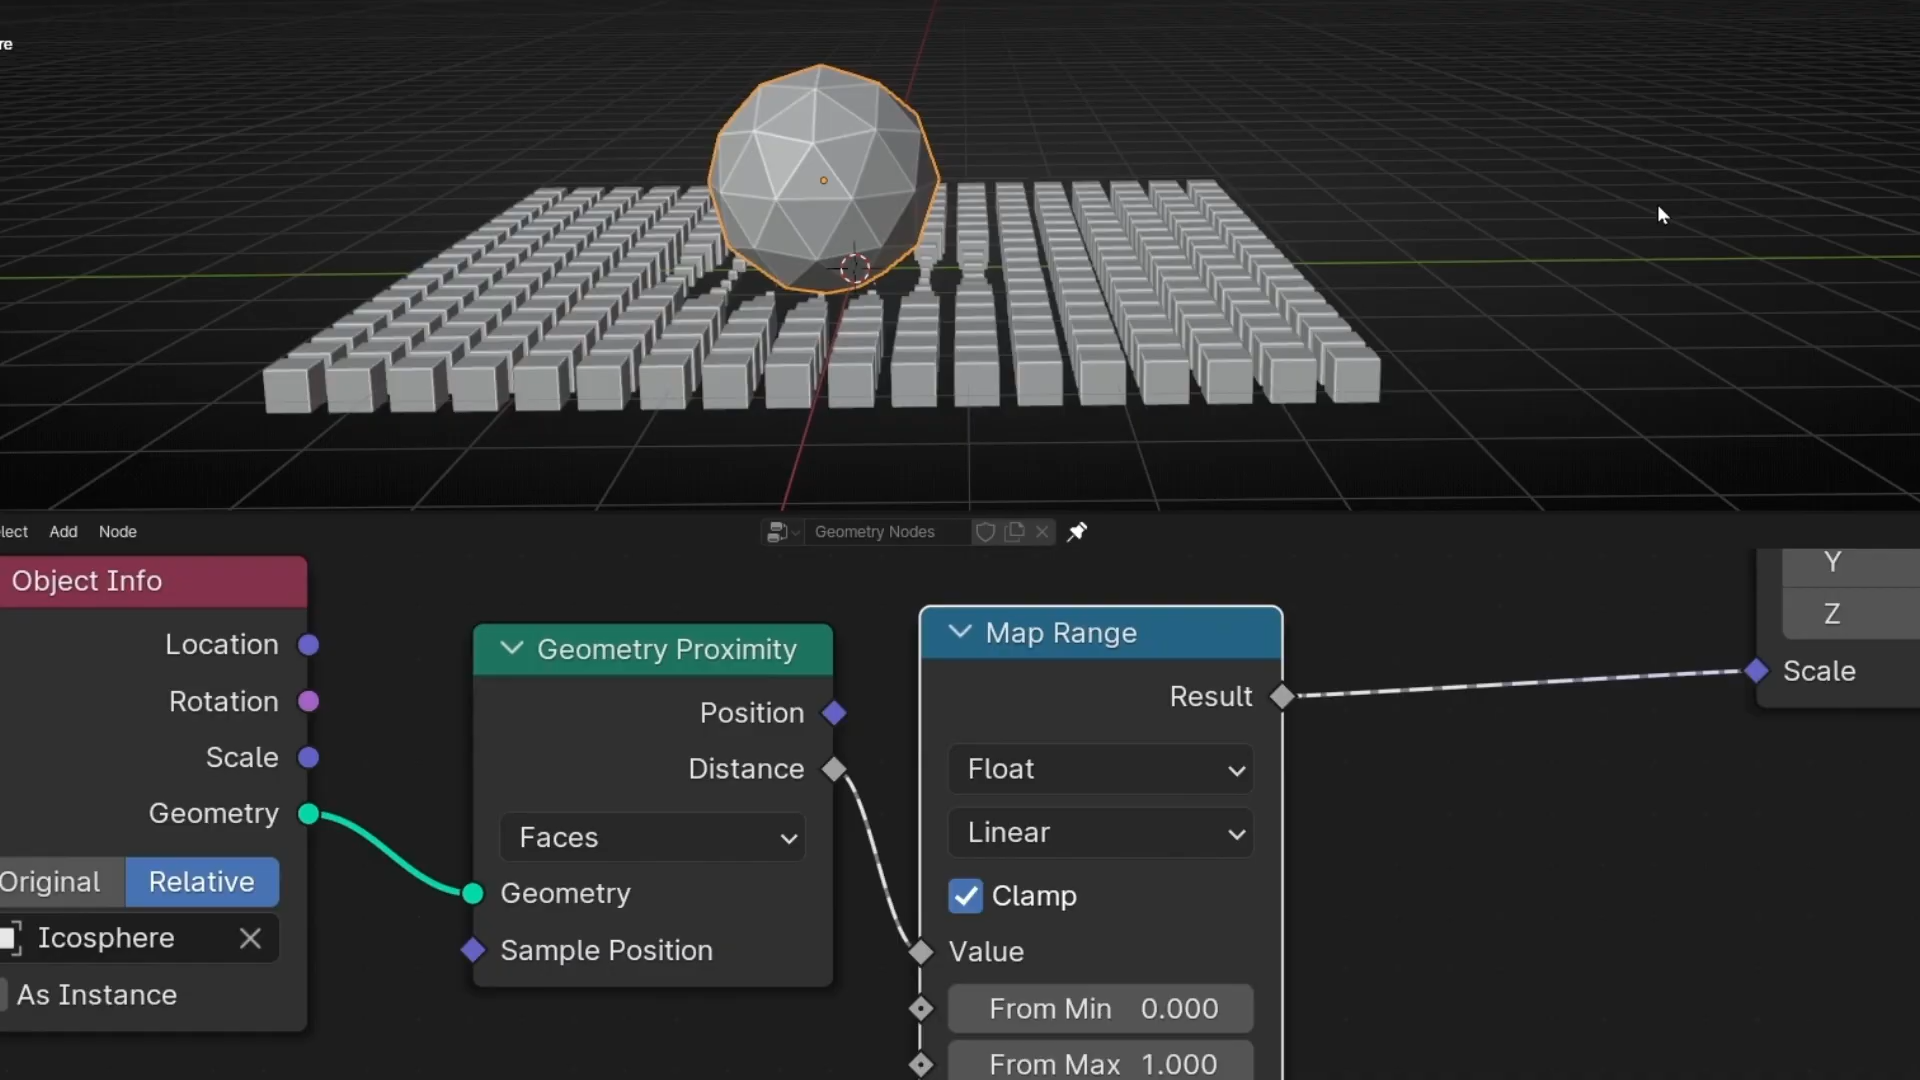 re
lect Add Node
Geometry Nodes
Object Info
Location
Rotation
Scale
Geometry
Original Relative
Icosphere
As Instance
Geometry Proximity
Position
Distance
Faces
Geometry
Sample Position
Map Range
Result
Float
Linear
Clamp
Value
From Min 0.000
From Max 1.000
Y
Z
Scale